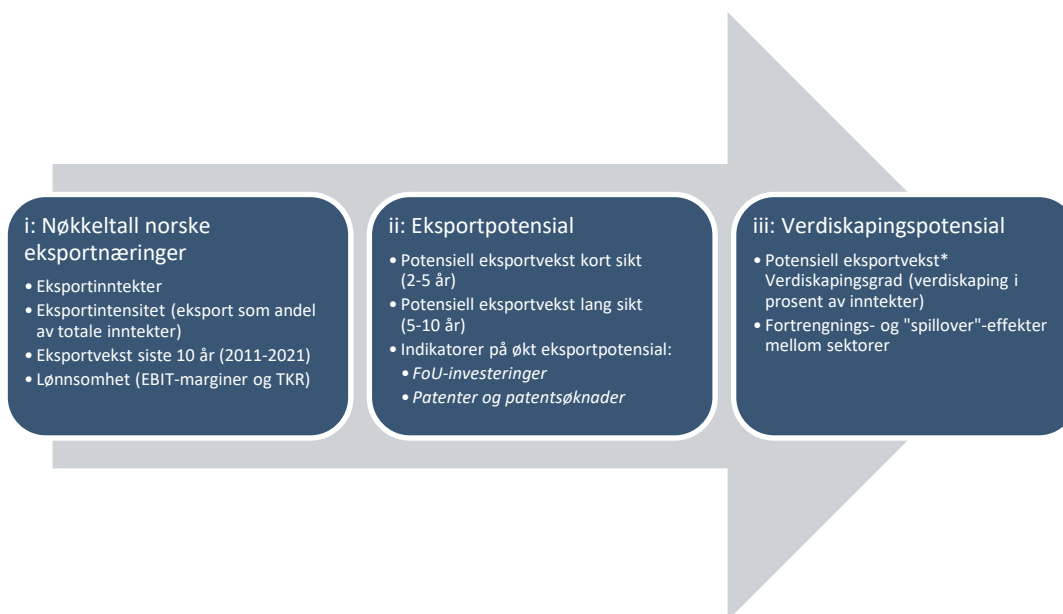 i: Nøkkeltall norske
eksportnæringer
• Eksportinntekter
• Eksportintensitet (eksport som andel
av totale inntekter)
• Eksportvekst siste 10 år (2011-2021)
• Lønnsomhet (EBIT-marginer og TKR)
ii: Eksportpotensial
• Potensiell eksportvekst kort sikt
(2-5 år)
• Potensiell eksportvekst lang sikt
(5-10 år)
• Indikatorer på økt eksportpotensial:
• FoU-investeringer
• Patenter og patentsøknader
iii: Verdiskapingspotensial
• Potensiell eksportvekst*
Verdiskapingsgrad (verdiskaping i
prosent av inntekter)
• Fortrengnings- og "spillover"-effekter
mellom sektorer